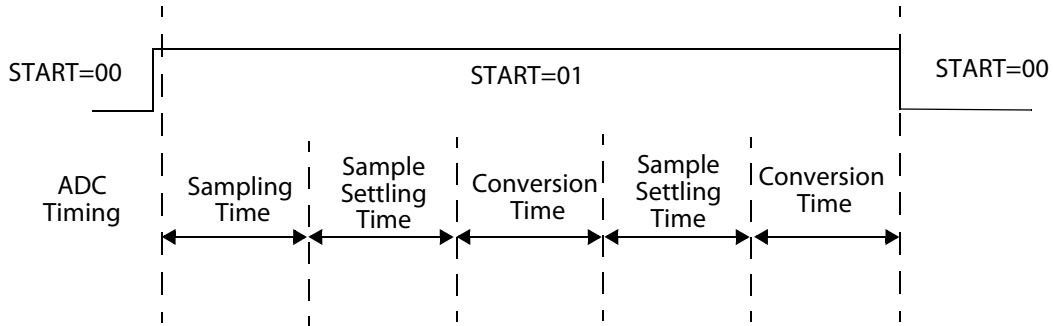 START=00
START=01
START=00
ADC
Timing
Sampling
Time
Sample
Settling
Time
Conversion
Time
Sample
Settling
Time
Conversion
Time